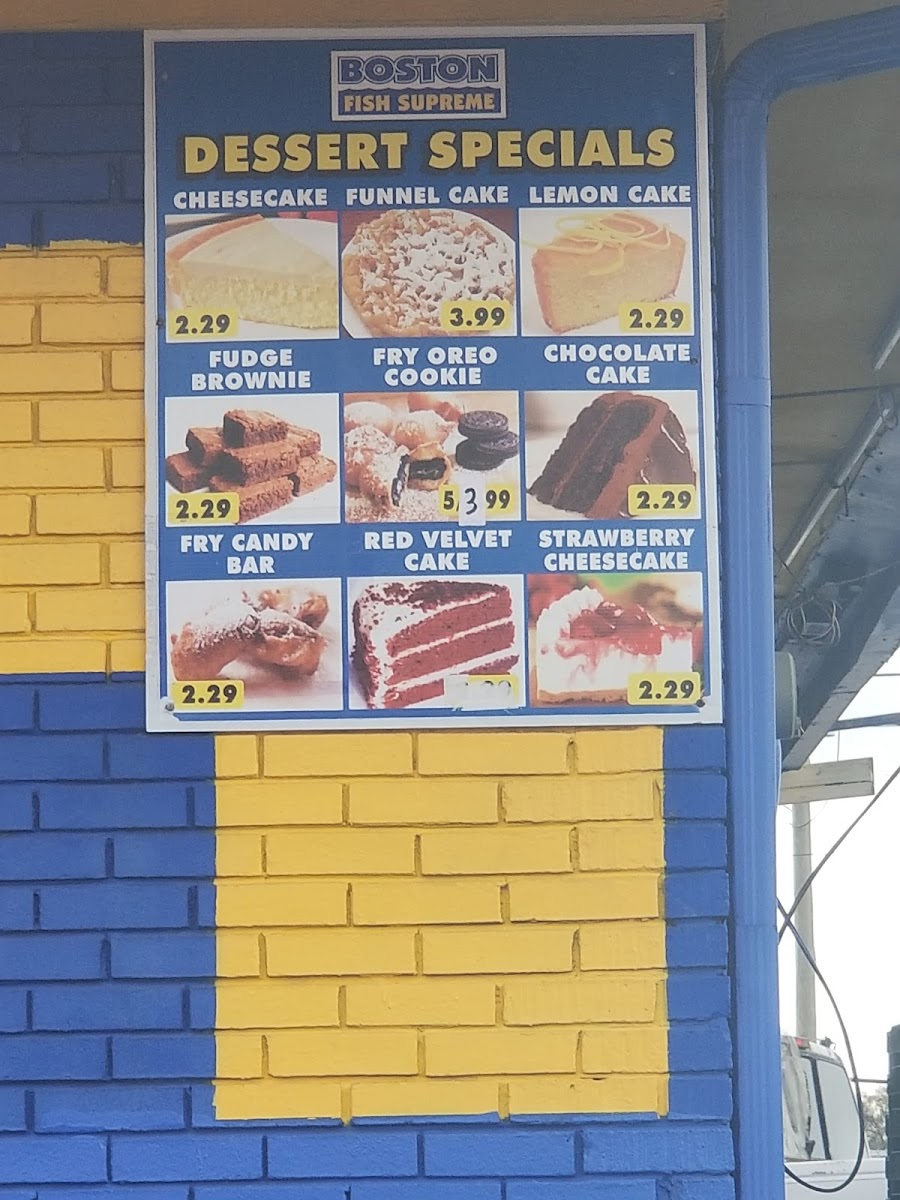 BOSTON
FISH SUPREME
DESSERT SPECIALS
CHEESECAKE FUNNEL CAKE LEMON CAKE
2.29 3.99 2.29
FUDGE BROWNIE
FRY OREO COOKIE
CHOCOLATE CAKE
2.29
5/3 99
2.29
FRY CANDY BAR
RED VELVET CAKE
STRAWBERRY CHEESECAKE
2.29
2.29